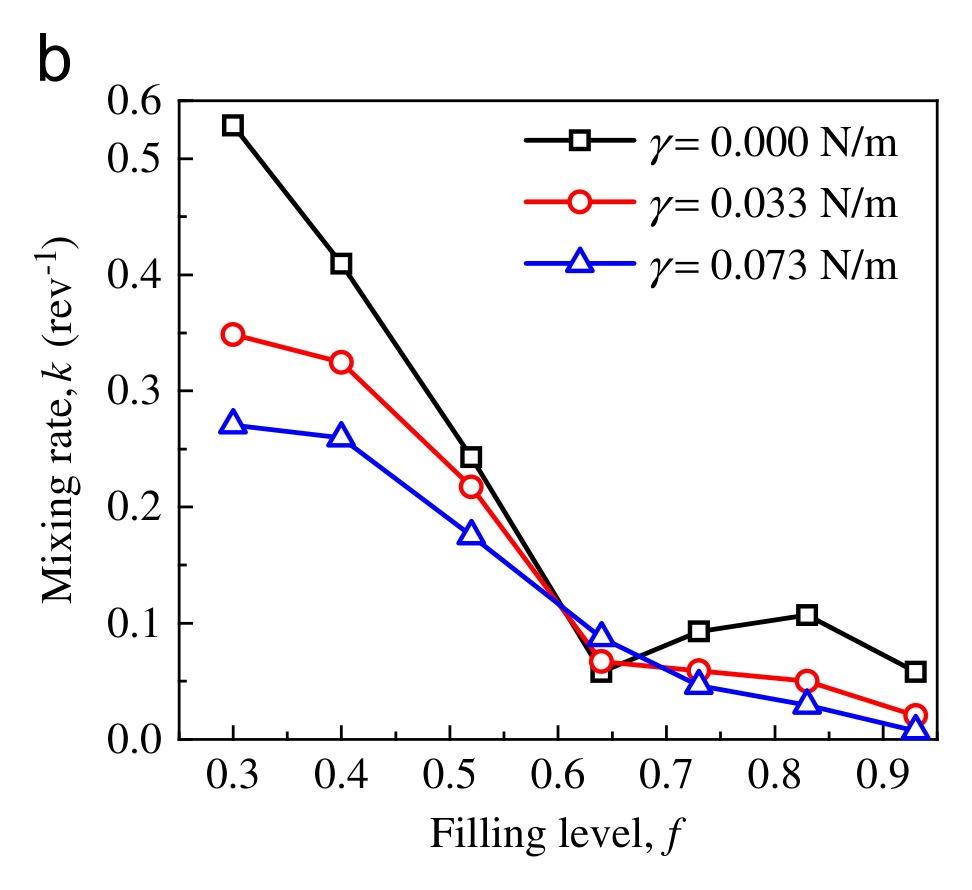 b
0.6
0.5
0.4
0.3
0.2
0.1
0.0
Mixing rate, k (rev⁻¹)
γ= 0.000 N/m
γ= 0.033 N/m
γ= 0.073 N/m
0.3 0.4 0.5 0.6 0.7 0.8 0.9
Filling level, f